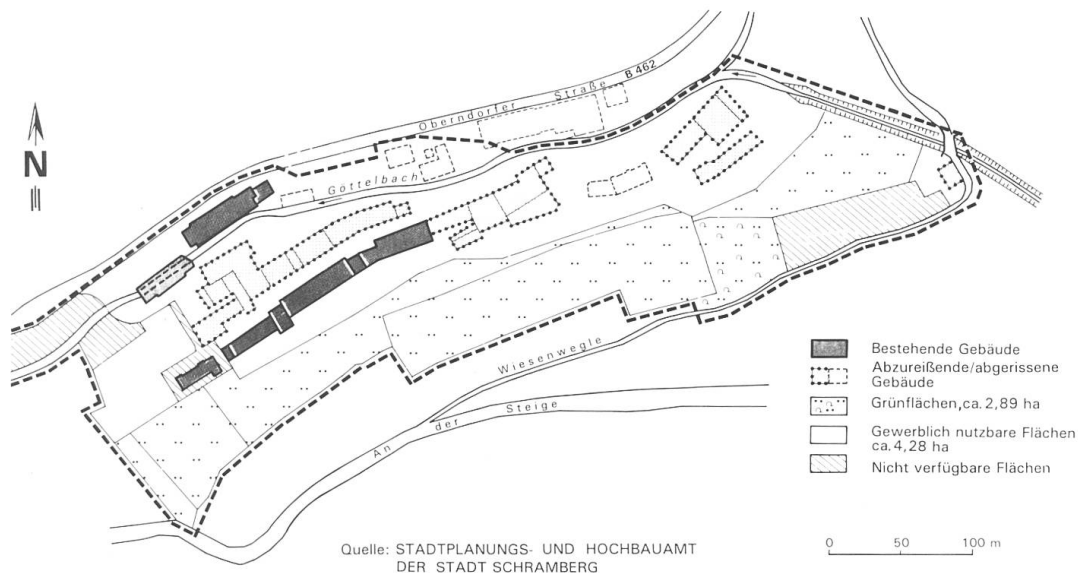 Oberndorfer Straße B 462
N
Göttelbach
Wiesenwegle
An der Steige
Bestehende Gebäude
Abzureißende/abgerissene
Gebäude
Grünflächen,ca. 2,89 ha
Gewerblich nutzbare Flächen
ca. 4,28 ha
Nicht verfügbare Flächen
Quelle: STADTPLANUNGS- UND HOCHBAUAMT
DER STADT SCHRAMBERG
0 50 100 m